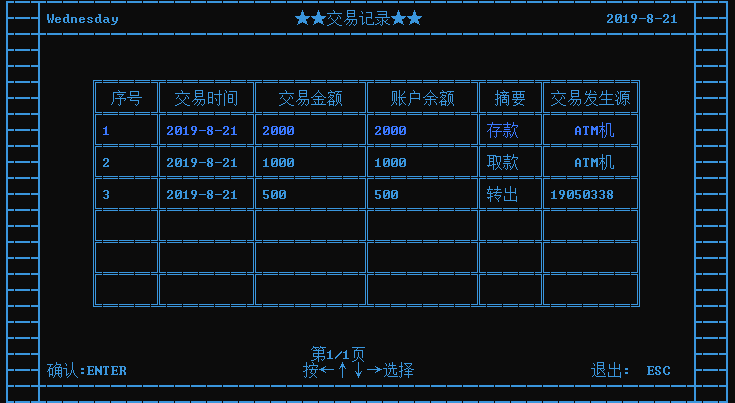 Wednesday ★★交易记录★★ 2019-8-21
序号 交易时间 交易金额 账户余额 摘要 交易发生源
1 2019-8-21 2000 2000 存款 ATM机
2 2019-8-21 1000 1000 取款 ATM机
3 2019-8-21 500 500 转出 19050338
第1/1页
确认:ENTER 按←↑↓→选择 退出: ESC